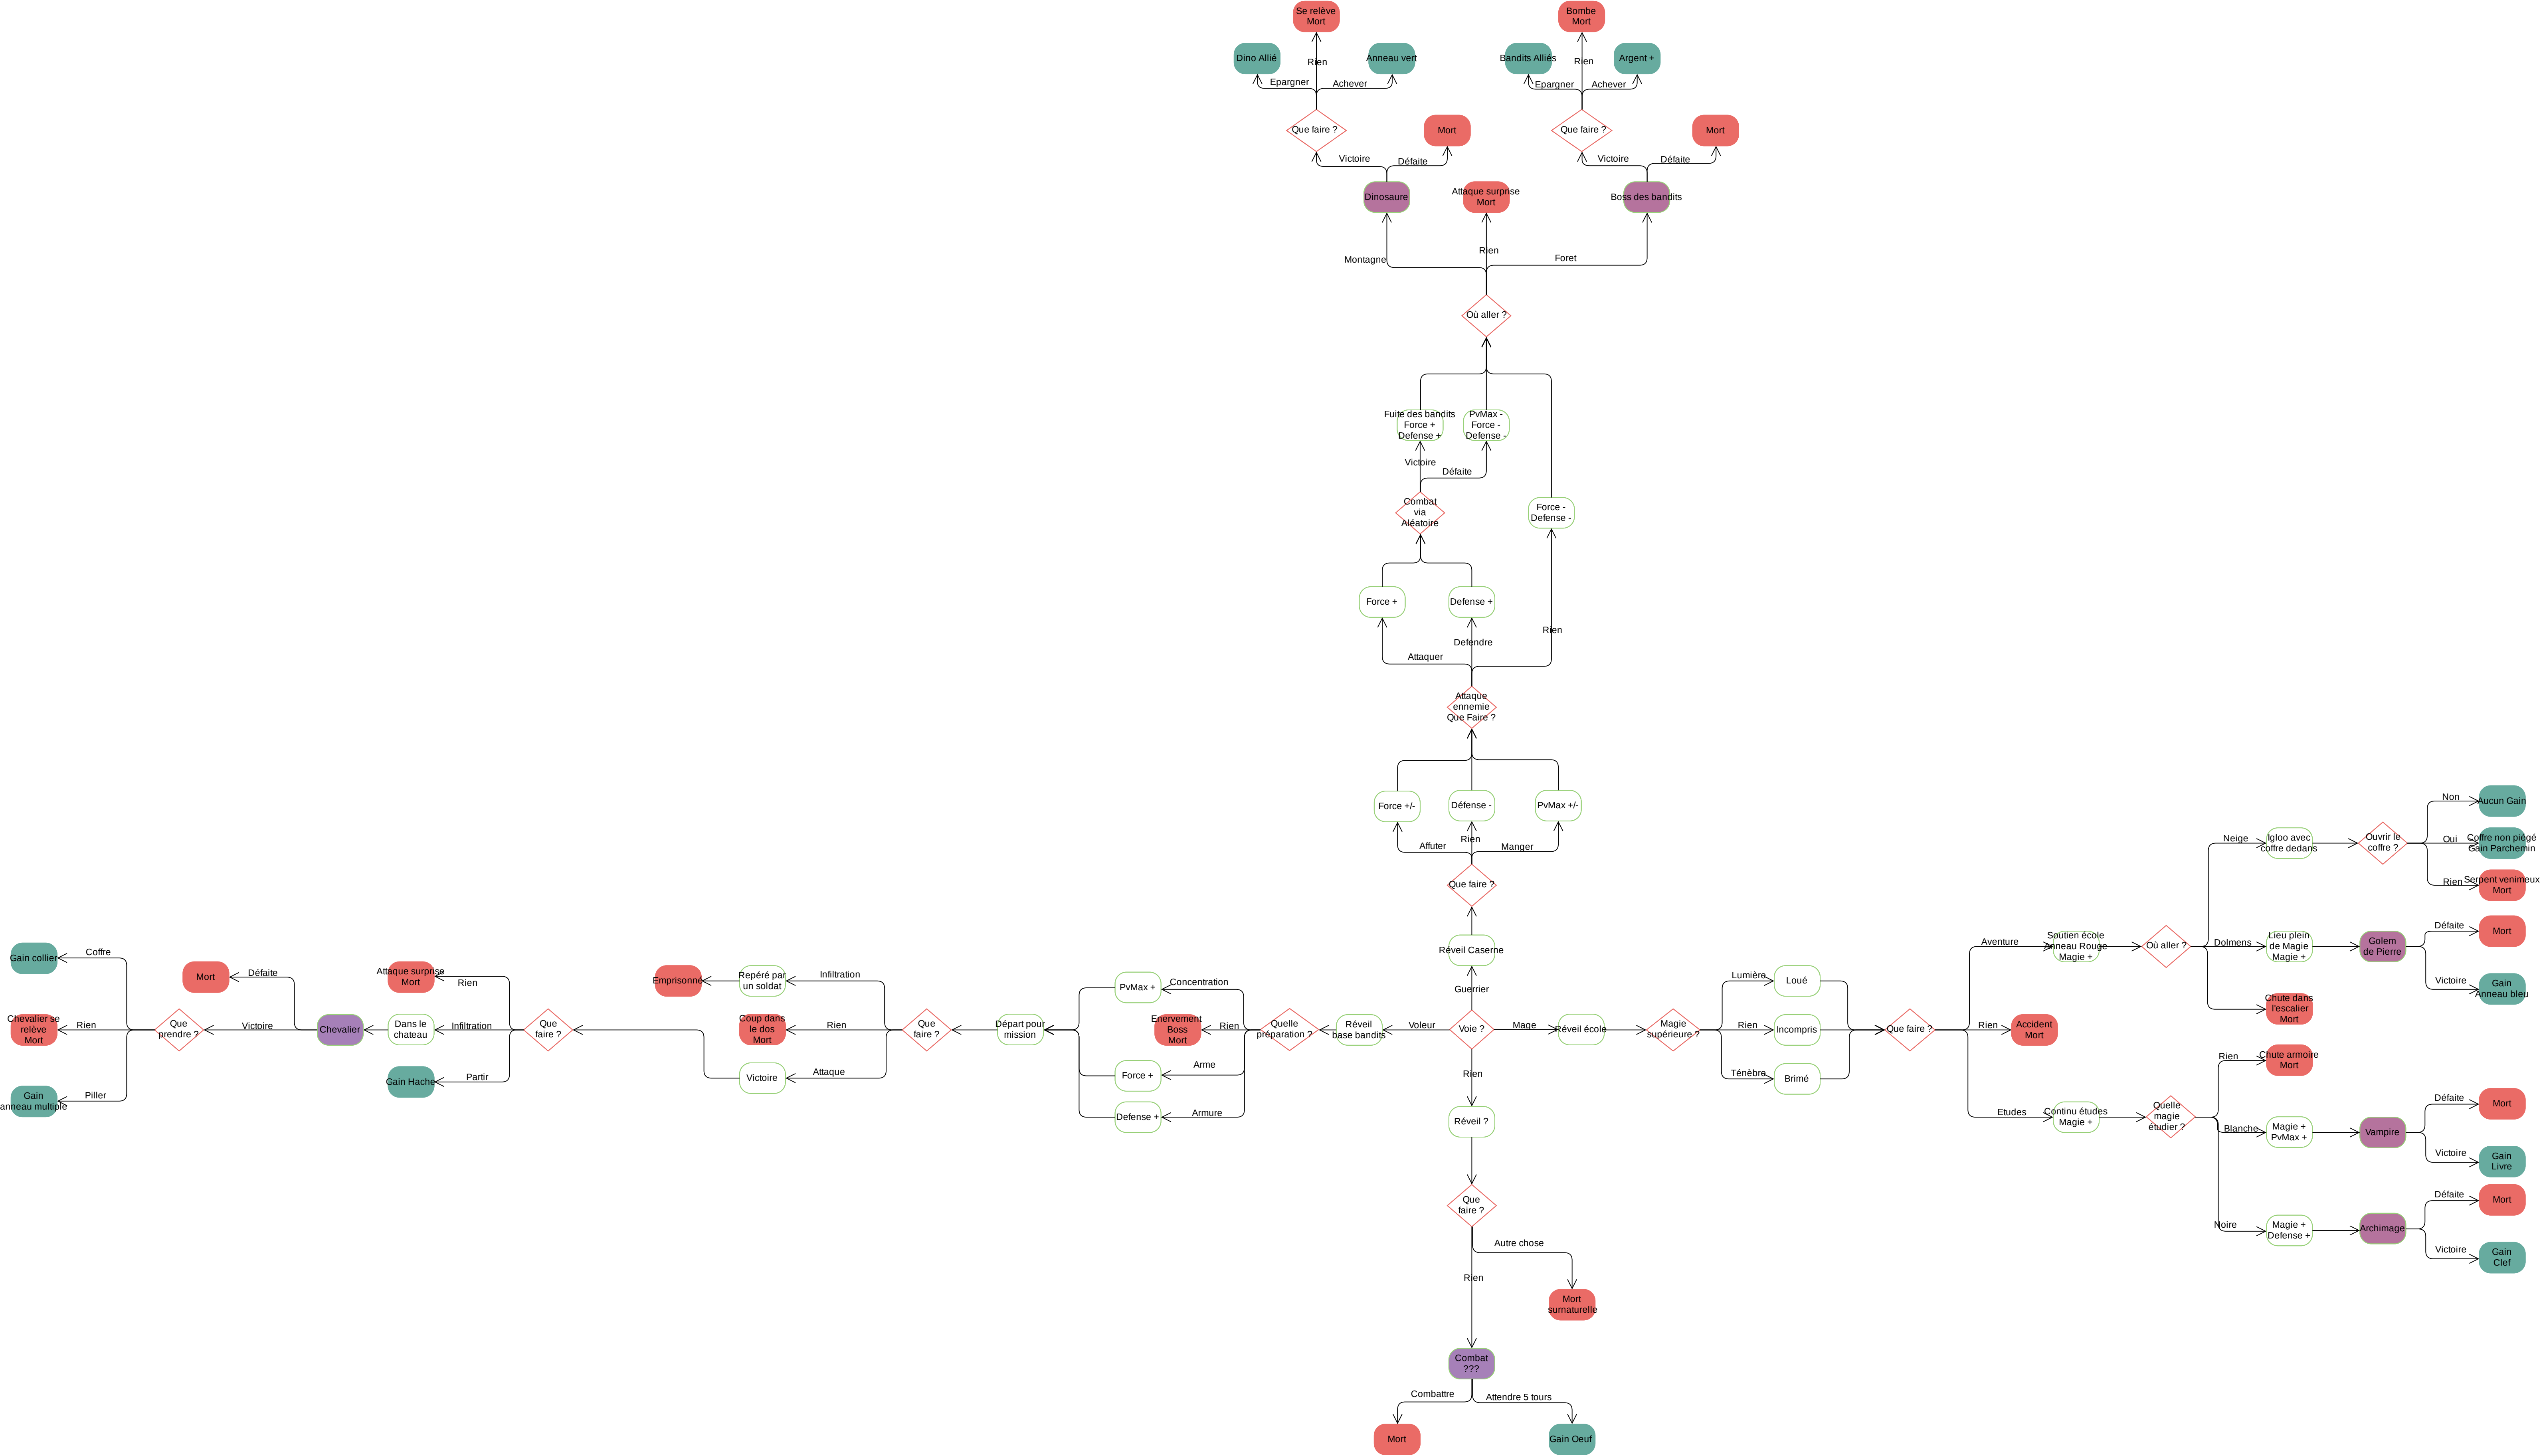 Se relève
Mort
Bombe
Mort
Dino Allié
Rien
Anneau vert
Bandits Alliés
Rien
Argent +
Epargner
Achever
Epargner
Achever
Que faire ?
Mort
Que faire ?
Mort
Victoire
Défaite
Victoire
Défaite
Dinosaure
Attaque surprise
Mort
Boss des bandits
Montagne
Rien
Foret
Où aller ?
Fuite des bandits
Force +
Defense +
PvMax -
Force -
Defense -
Victoire
Défaite
Combat
via
Aléatoire
Force -
Defense -
Force +
Defense +
Rien
Defendre
Attaquer
Attaque
ennemie
Que Faire ?
Force +/-
Défense -
PvMax +/-
Affuter
Rien
Manger
Que faire ?
Réveil Caserne
Guerrier
Gain collier
Coffre
Mort
Défaite
Attaque surprise
Mort
Rien
Chevalier se
relève
Mort
Rien
Que
prendre ?
Victoire
Chevalier
Dans le
chateau
Infiltration
Que
faire ?
Gain
anneau multiple
Piller
Gain Hache
Partir
Emprisonné
Repéré par
un soldat
Infiltration
Coup dans
le dos
Mort
Rien
Que
faire ?
Victoire
Attaque
Départ pour
mission
PvMax +
Concentration
Enervement
Boss
Mort
Rien
Quelle
préparation ?
Force +
Arme
Defense +
Armure
Réveil
base bandits
Voleur
Voie ?
Mage
Réveil école
Magie
supérieure ?
Lumière
Loué
Rien
Incompris
Ténèbre
Brimé
Que faire ?
Aventure
Rien
Accident
Mort
Etudes
Soutien école
Anneau Rouge
Magie +
Où aller ?
Neige
Igloo avec
coffre dedans
Ouvrir le
coffre ?
Non
Aucun Gain
Oui
Coffre non piégé
Gain Parchemin
Rien
Serpent venimeux
Mort
Dolmens
Lieu plein
de Magie
Magie +
Golem
de Pierre
Défaite
Mort
Victoire
Gain
Anneau bleu
Chute dans
l'escalier
Mort
Continu études
Magie +
Quelle
magie
étudier ?
Rien
Chute armoire
Mort
Blanche
Magie +
PvMax +
Vampire
Défaite
Mort
Victoire
Gain
Livre
Noire
Magie +
Defense +
Archimage
Défaite
Mort
Victoire
Gain
Clef
Rien
Réveil ?
Que
faire ?
Autre chose
Rien
Mort
surnaturelle
Combat
???
Combattre
Attendre 5 tours
Mort
Gain Oeuf